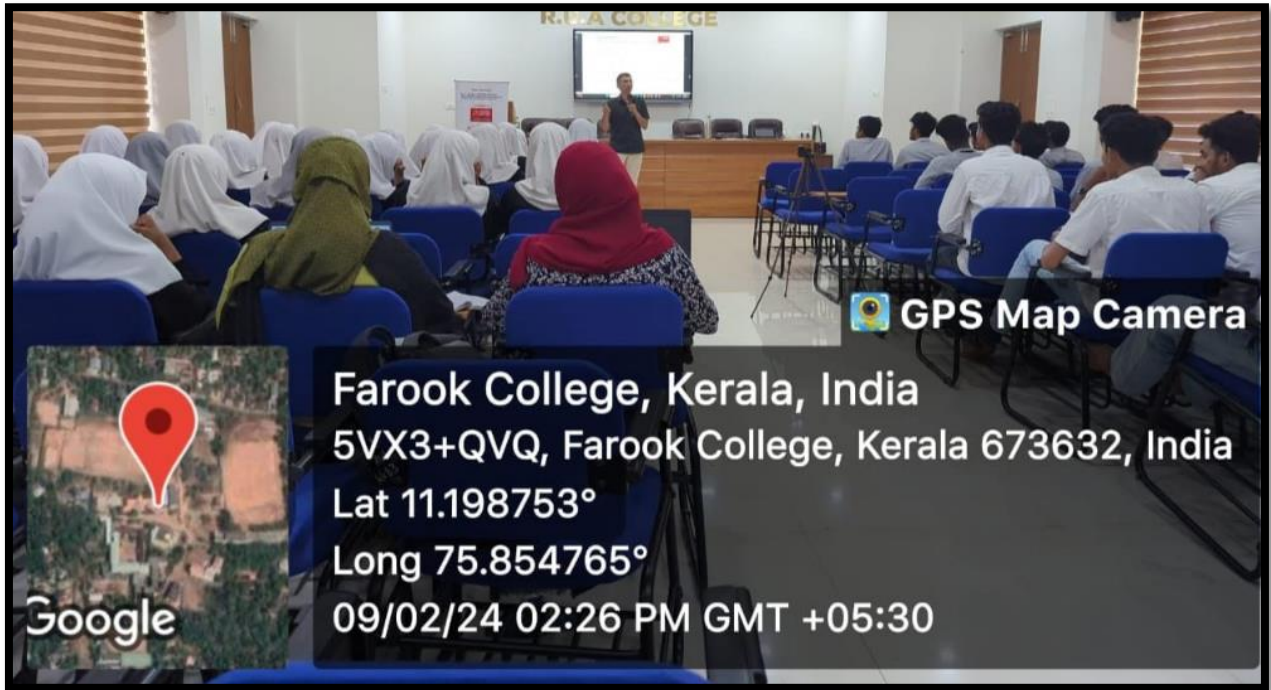 R.U.A COLLEGE
GPS Map Camera
Farook College, Kerala, India
5VX3+QVQ, Farook College, Kerala 673632, India
Lat 11.198753°
Long 75.854765°
09/02/24 02:26 PM GMT +05:30
Google